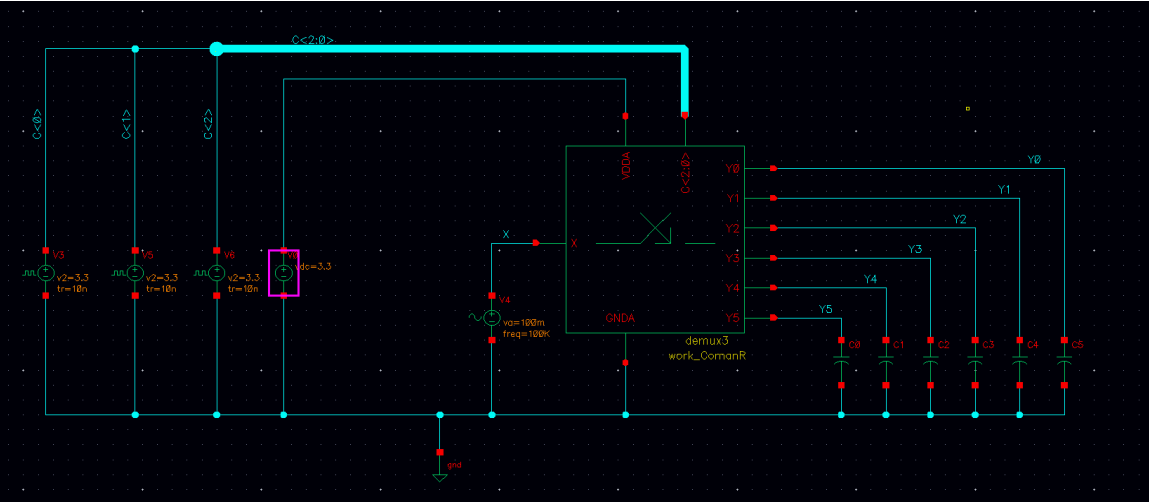 C<2:0>
C<0>
C<1>
C<2>
VDDA
C<2:0>
Y0
Y0
Y1
Y1
Y2
Y2
X
X
Y3
Y3
V3
V5
V6
v2=3.3
tr=10n
v2=3.3
tr=10n
v2=3.3
tr=10n
vdc=3.3
Y4
Y4
V4
va=100m
freq=100K
GNDA
Y5
Y5
demux3
work_ComanR
C0
C1
C2
C3
C4
C5
gnd